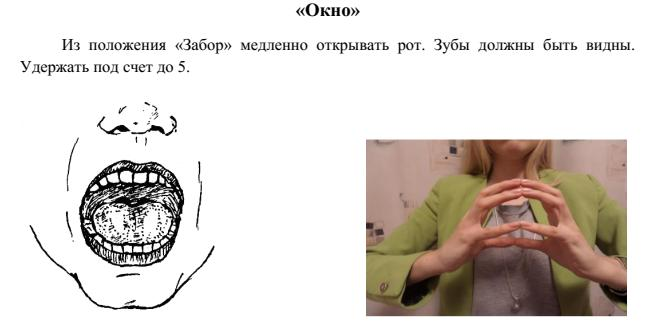 «Окно»
Из положения «Забор» медленно открывать рот. Зубы должны быть видны.
Удержать под счет до 5.